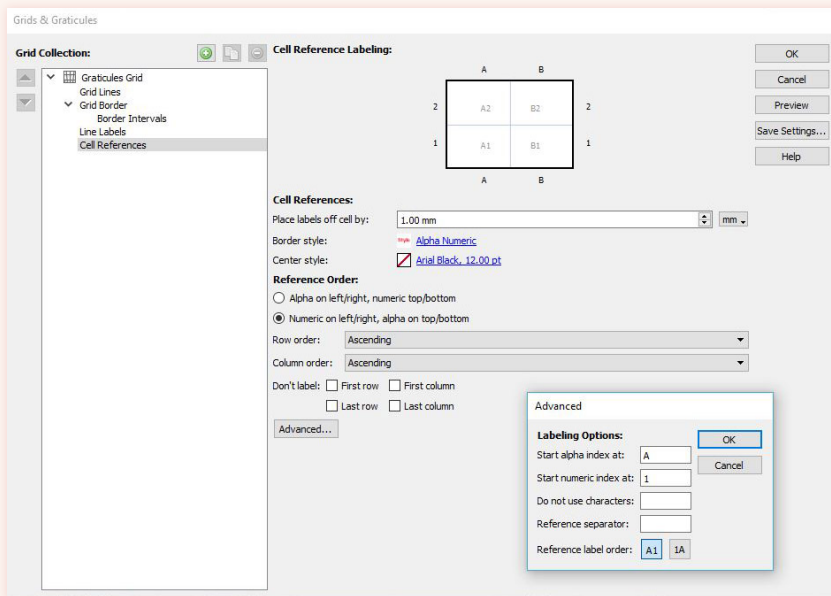 Grids & Graticules
Grid Collection:
Graticules Grid
Grid Lines
Grid Border
Border Intervals
Line Labels
Cell References
Cell Reference Labeling:
A B
2 A2 B2 2
1 A1 B1 1
A B
Cell References:
Place labels off cell by: 1.00 mm mm
Border style: Alpha Numeric
Center style: Arial Black, 12.00 pt
Reference Order:
Alpha on left/right, numeric top/bottom
Numeric on left/right, alpha on top/bottom
Row order: Ascending
Column order: Ascending
Don't label: First row First column
Last row Last column
Advanced...
OK
Cancel
Preview
Save Settings...
Help
Advanced
Labeling Options:
Start alpha index at: A
Start numeric index at: 1
Do not use characters:
Reference separator:
Reference label order: A1 1A
OK
Cancel